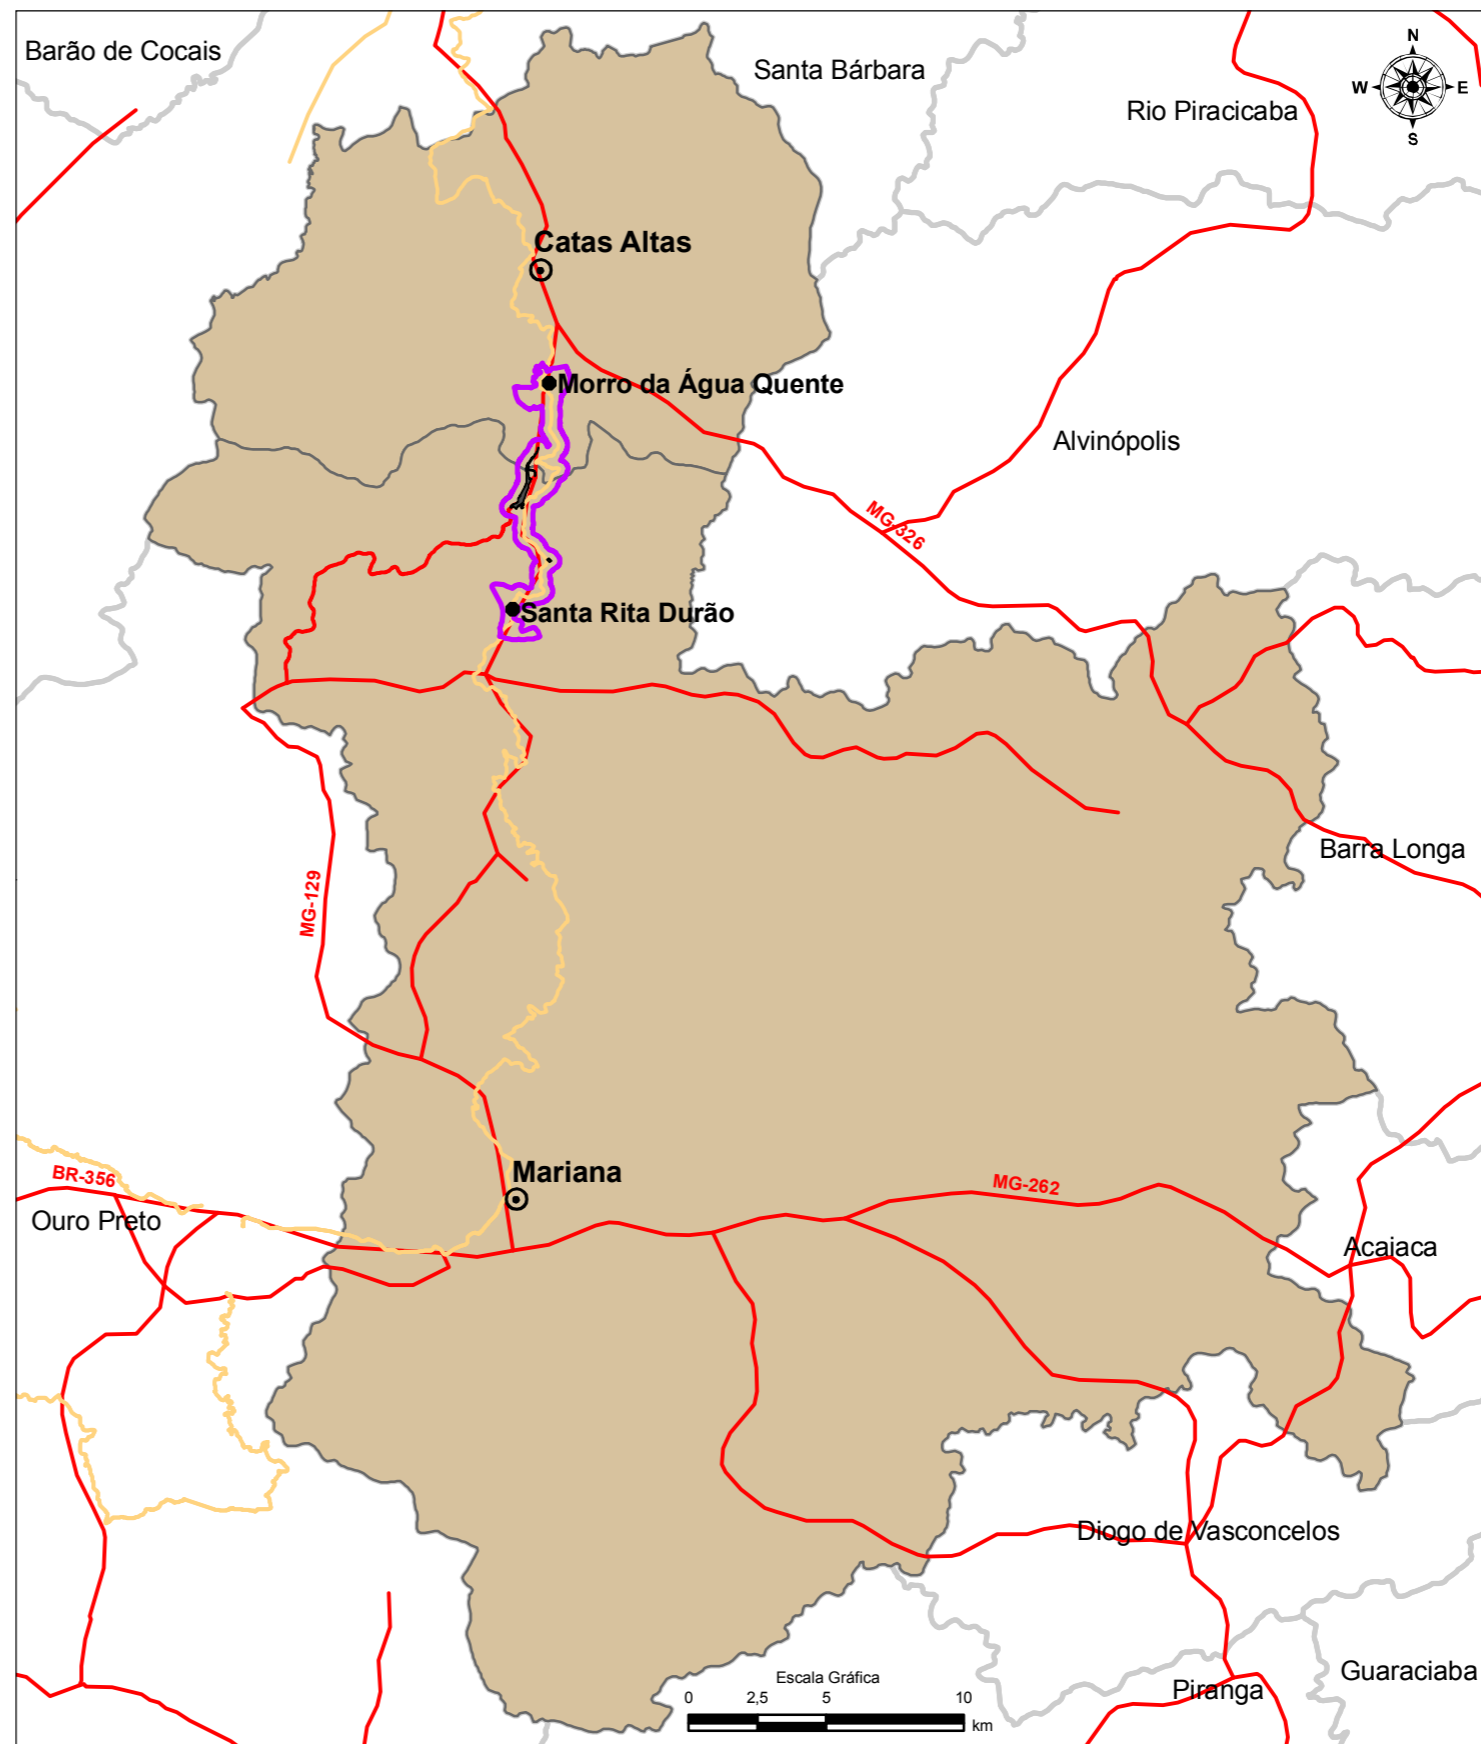 Barão de Cocais
Santa Bárbara
N
W
E
S
Rio Piracicaba
Catas Altas
Morro da Água Quente
Alvinópolis
MG-326
Santa Rita Durão
Barra Longa
MG-129
Mariana
BR-356
MG-262
Ouro Preto
Acaiaca
Diogo de Vasconcelos
Guaraciaba
Piranga
Escala Gráfica
0 2,5 5 10
km